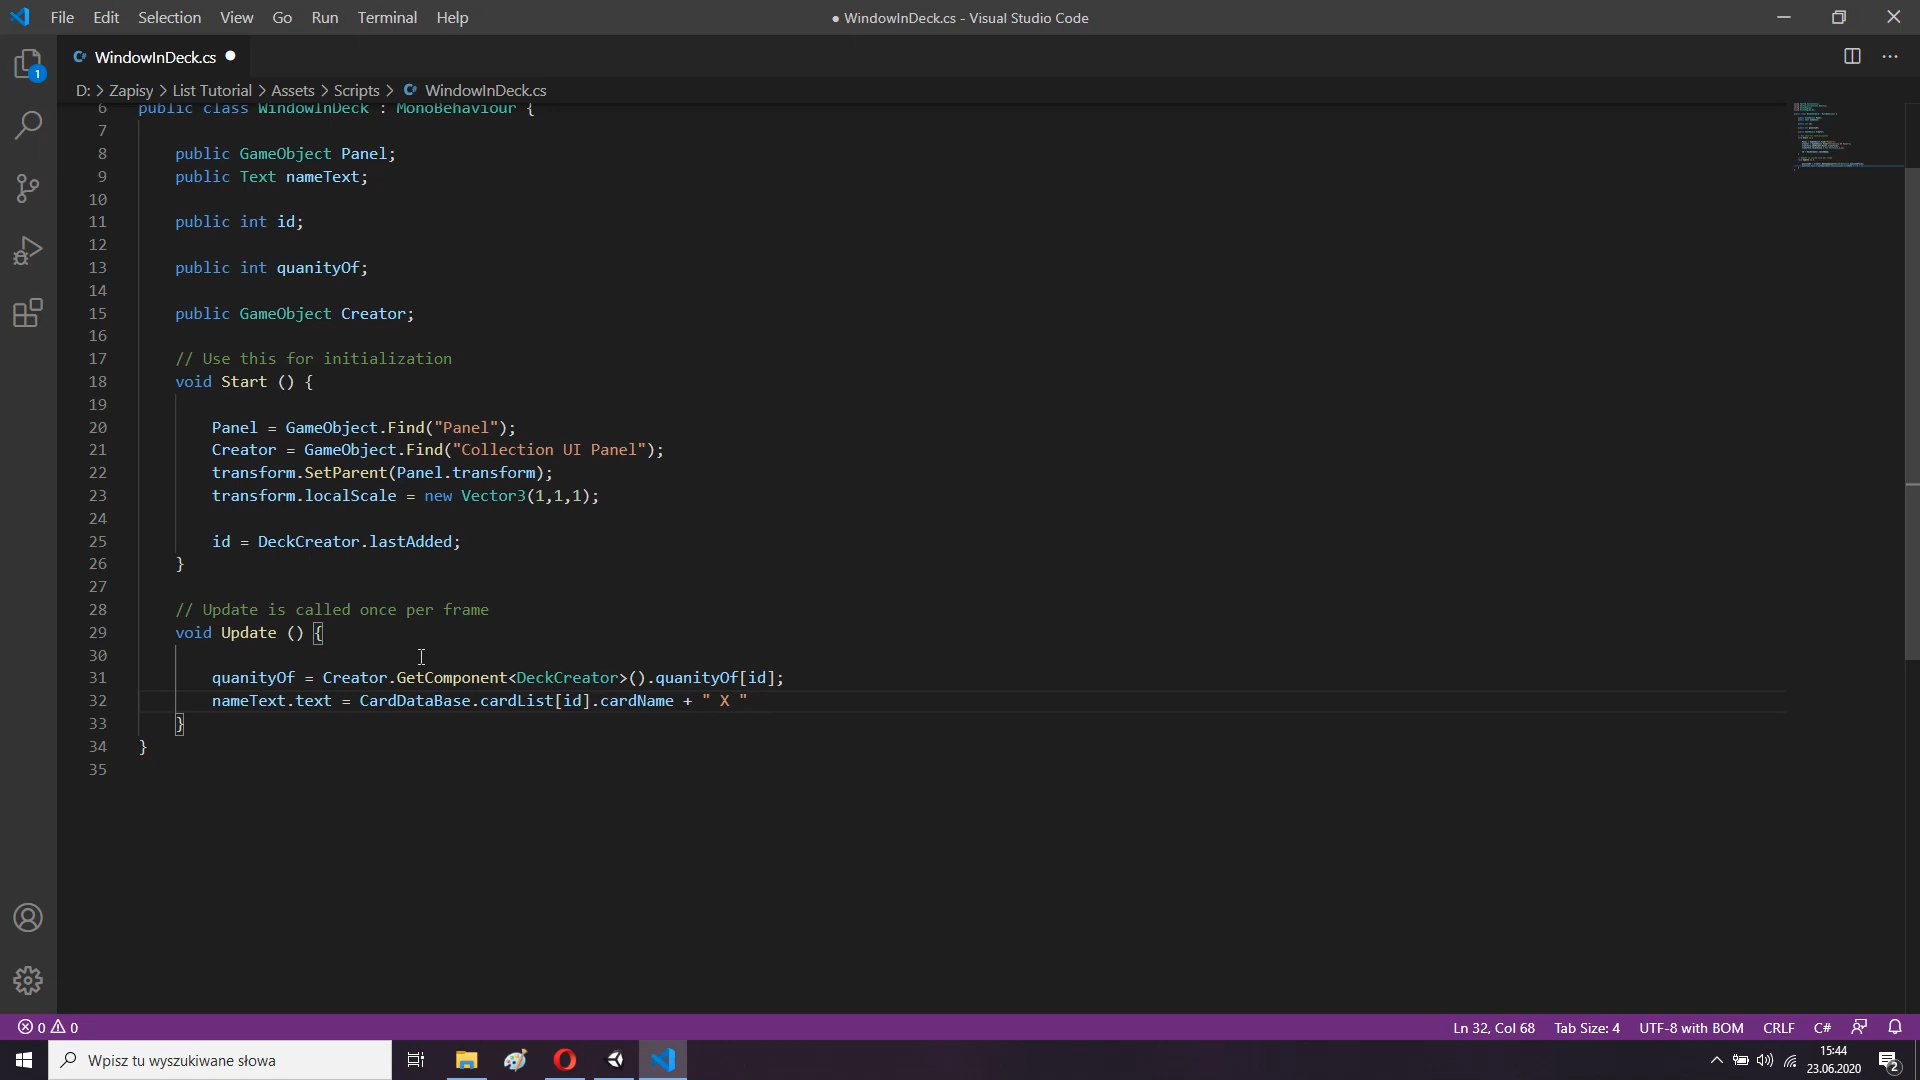 File Edit Selection View Go Run Terminal Help
● WindowInDeck.cs - Visual Studio Code
1
WindowInDeck.cs ●
D: > Zapisy > List Tutorial > Assets > Scripts > WindowInDeck.cs
6 public class WindowInDeck : MonoBehaviour {
7
8 public GameObject Panel;
9 public Text nameText;
10
11 public int id;
12
13 public int quanityOf;
14
15 public GameObject Creator;
16
17 // Use this for initialization
18 void Start () {
19
20 Panel = GameObject.Find("Panel");
21 Creator = GameObject.Find("Collection UI Panel");
22 transform.SetParent(Panel.transform);
23 transform.localScale = new Vector3(1,1,1);
24
25 id = DeckCreator.lastAdded;
26 }
27
28 // Update is called once per frame
29 void Update () {
30
31 quanityOf = Creator.GetComponent<DeckCreator>().quanityOf[id];
32 nameText.text = CardDataBase.cardList[id].cardName + " X "
33 }
34 }
35
0 0
Ln 32, Col 68 Tab Size: 4 UTF-8 with BOM CRLF C#
Wpisz tu wyszukiwane słowa
15:44
23.06.2020
2